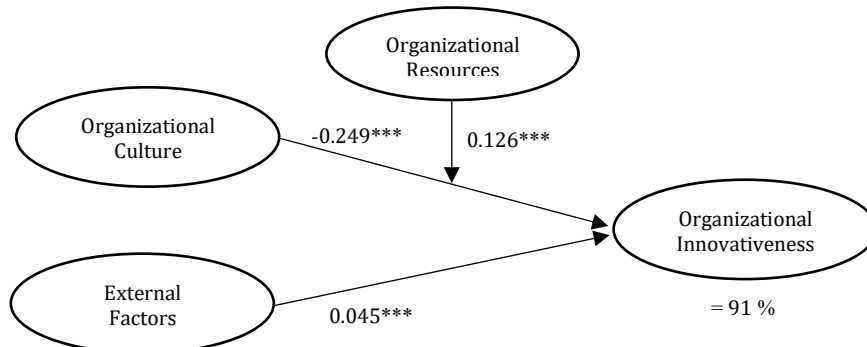 Organizational
Resources
-0.249***
0.126***
Organizational
Culture
Organizational
Innovativeness
External
Factors
0.045***
= 91 %